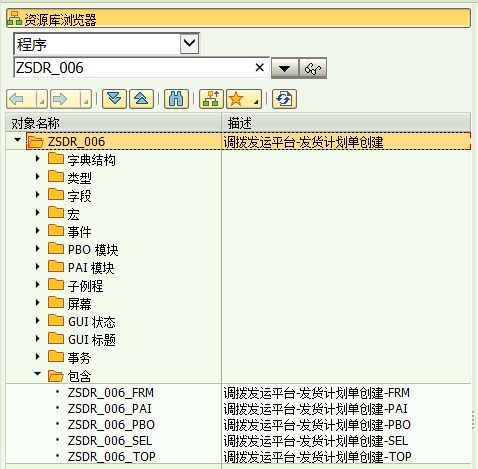 资源库浏览器
程序
ZSDR_006
对象名称 描述
ZSDR_006 调拨发运平台-发货计划单创建
字典结构
类型
字段
宏
事件
PBO 模块
PAI 模块
子例程
屏幕
GUI 状态
GUI 标题
事务
包含
ZSDR_006_FRM 调拨发运平台-发货计划单创建-FRM
ZSDR_006_PAI 调拨发运平台-发货计划单创建-PAI
ZSDR_006_PBO 调拨发运平台-发货计划单创建-PBO
ZSDR_006_SEL 调拨发运平台-发货计划单创建-SEL
ZSDR_006_TOP 调拨发运平台-发货计划单创建-TOP